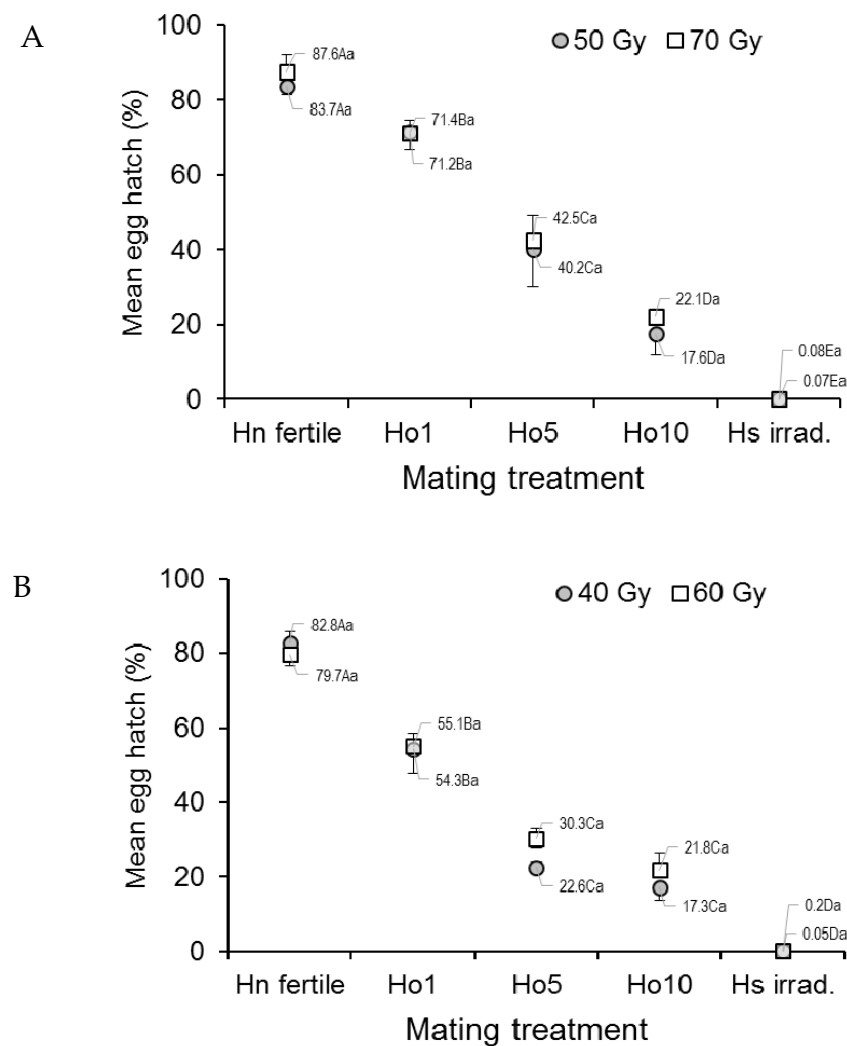 A
100
80
60
40
20
0
Mean egg hatch (%)
50 Gy 70 Gy
87.6Aa
83.7Aa
71.4Ba
71.2Ba
42.5Ca
40.2Ca
22.1Da
17.6Da
0.08Ea
0.07Ea
Hn fertile Ho1 Ho5 Ho10 Hs irrad.
Mating treatment
B
100
80
60
40
20
0
Mean egg hatch (%)
40 Gy 60 Gy
82.8Aa
79.7Aa
55.1Ba
54.3Ba
30.3Ca
22.6Ca
21.8Ca
17.3Ca
0.2Da
0.05Da
Hn fertile Ho1 Ho5 Ho10 Hs irrad.
Mating treatment